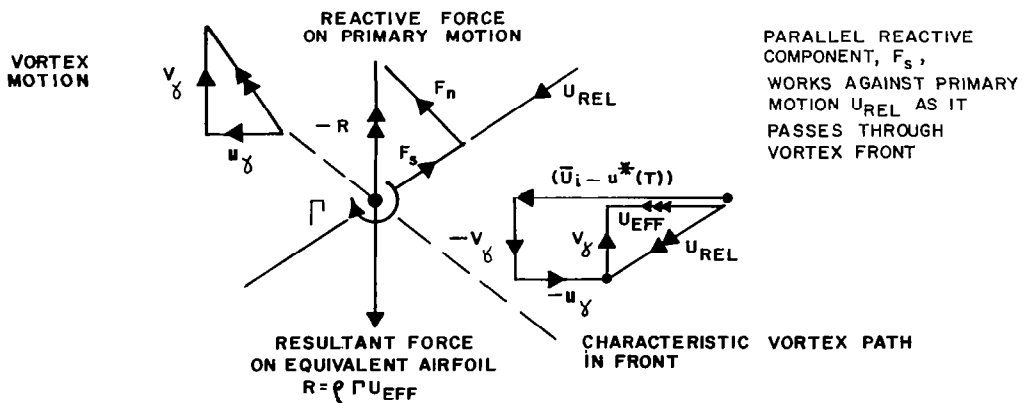 REACTIVE FORCE
ON PRIMARY MOTION
VORTEX
MOTION
PARALLEL REACTIVE
COMPONENT, Fs,
WORKS AGAINST PRIMARY
MOTION UREL AS IT
PASSES THROUGH
VORTEX FRONT
Vγ
uγ
-R
Fn
Fs
UREL
Γ
(Ūi - u*(T))
UEFF
-Vγ
Vγ
UREL
-uγ
RESULTANT FORCE
ON EQUIVALENT AIRFOIL
R = ρ Γ UEFF
CHARACTERISTIC VORTEX PATH
IN FRONT